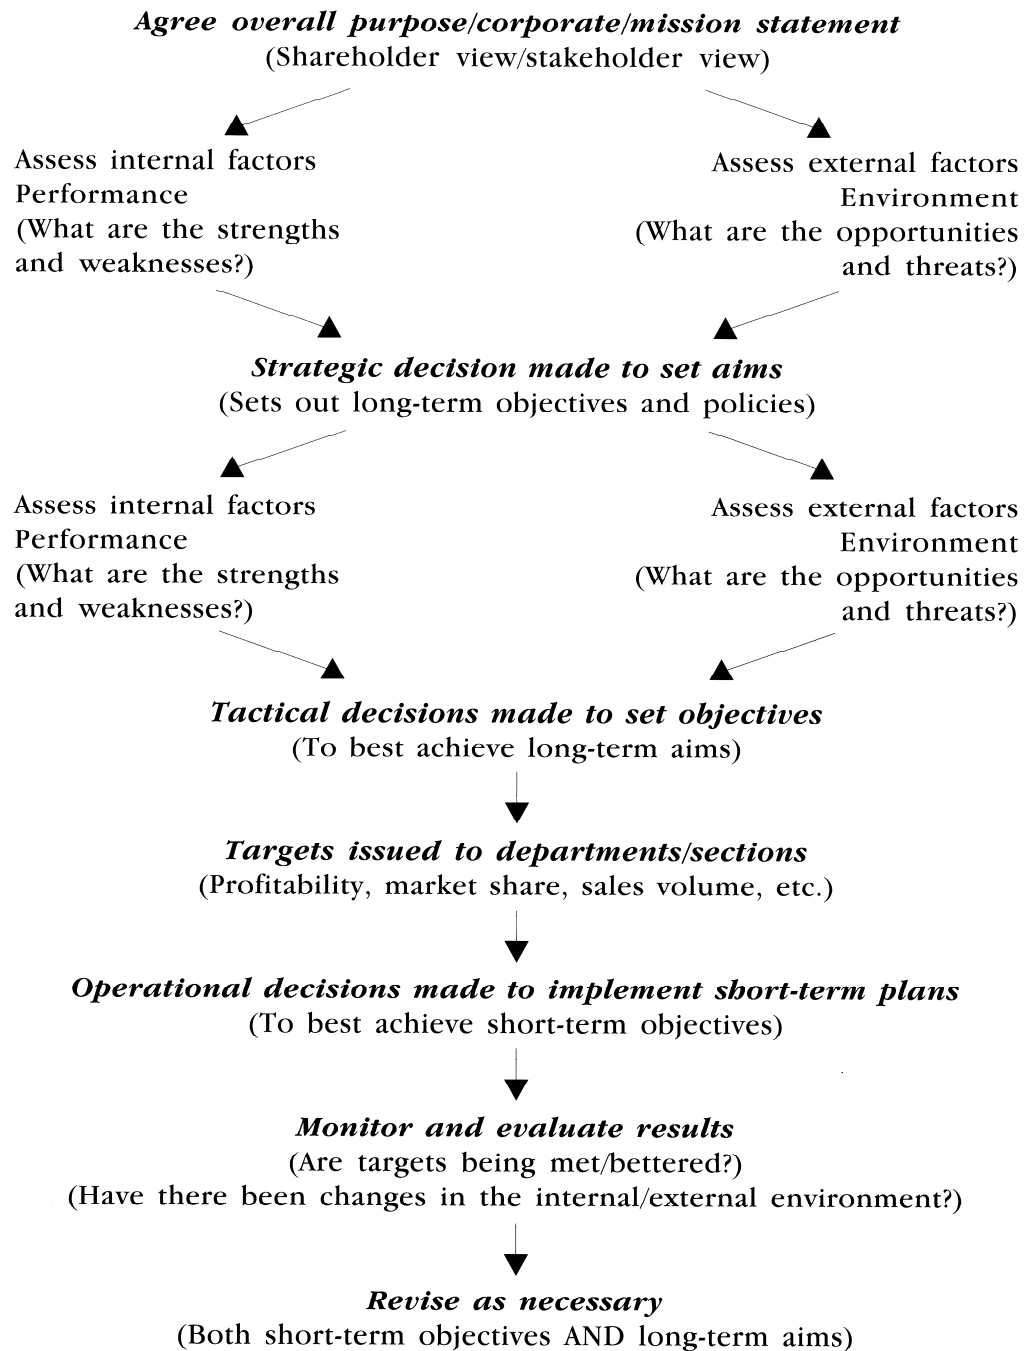 Agree overall purpose/corporate/mission statement
(Shareholder view/stakeholder view)
Assess internal factors
Performance
(What are the strengths
and weaknesses?)
Assess external factors
Environment
(What are the opportunities
and threats?)
Strategic decision made to set aims
(Sets out long-term objectives and policies)
Assess internal factors
Performance
(What are the strengths
and weaknesses?)
Assess external factors
Environment
(What are the opportunities
and threats?)
Tactical decisions made to set objectives
(To best achieve long-term aims)
Targets issued to departments/sections
(Profitability, market share, sales volume, etc.)
Operational decisions made to implement short-term plans
(To best achieve short-term objectives)
Monitor and evaluate results
(Are targets being met/bettered?)
(Have there been changes in the internal/external environment?)
Revise as necessary
(Both short-term objectives AND long-term aims)